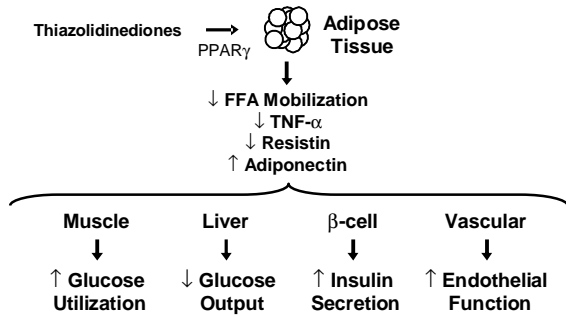 Thiazolidinediones
PPARγ
Adipose
Tissue
↓ FFA Mobilization
↓ TNF-α
↓ Resistin
↑ Adiponectin
Muscle Liver β-cell Vascular
↑ Glucose
Utilization
↓ Glucose
Output
↑ Insulin
Secretion
↑ Endothelial
Function